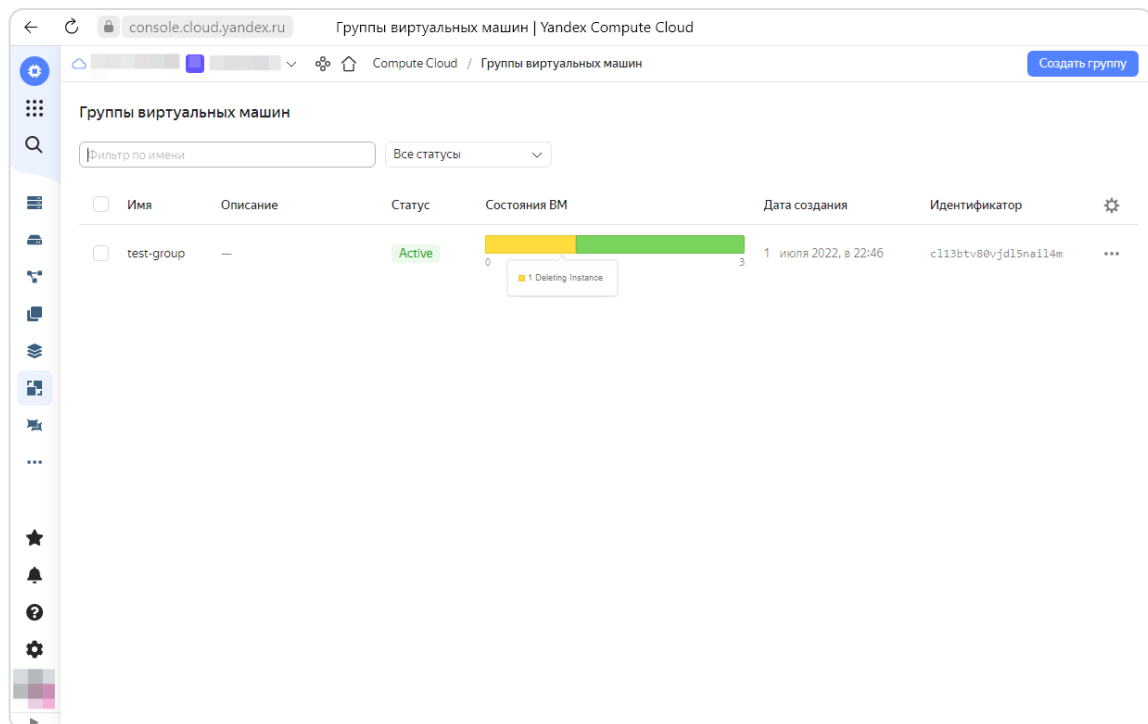 console.cloud.yandex.ru Группы виртуальных машин | Yandex Compute Cloud
Compute Cloud / Группы виртуальных машин Создать группу
Группы виртуальных машин
Фильтр по имени Все статусы
Имя Описание Статус Состояния ВМ Дата создания Идентификатор
test-group — Active 1 июля 2022, в 22:46 cl13btv80vjdl5nail4m
0 3
1 Deleting Instance